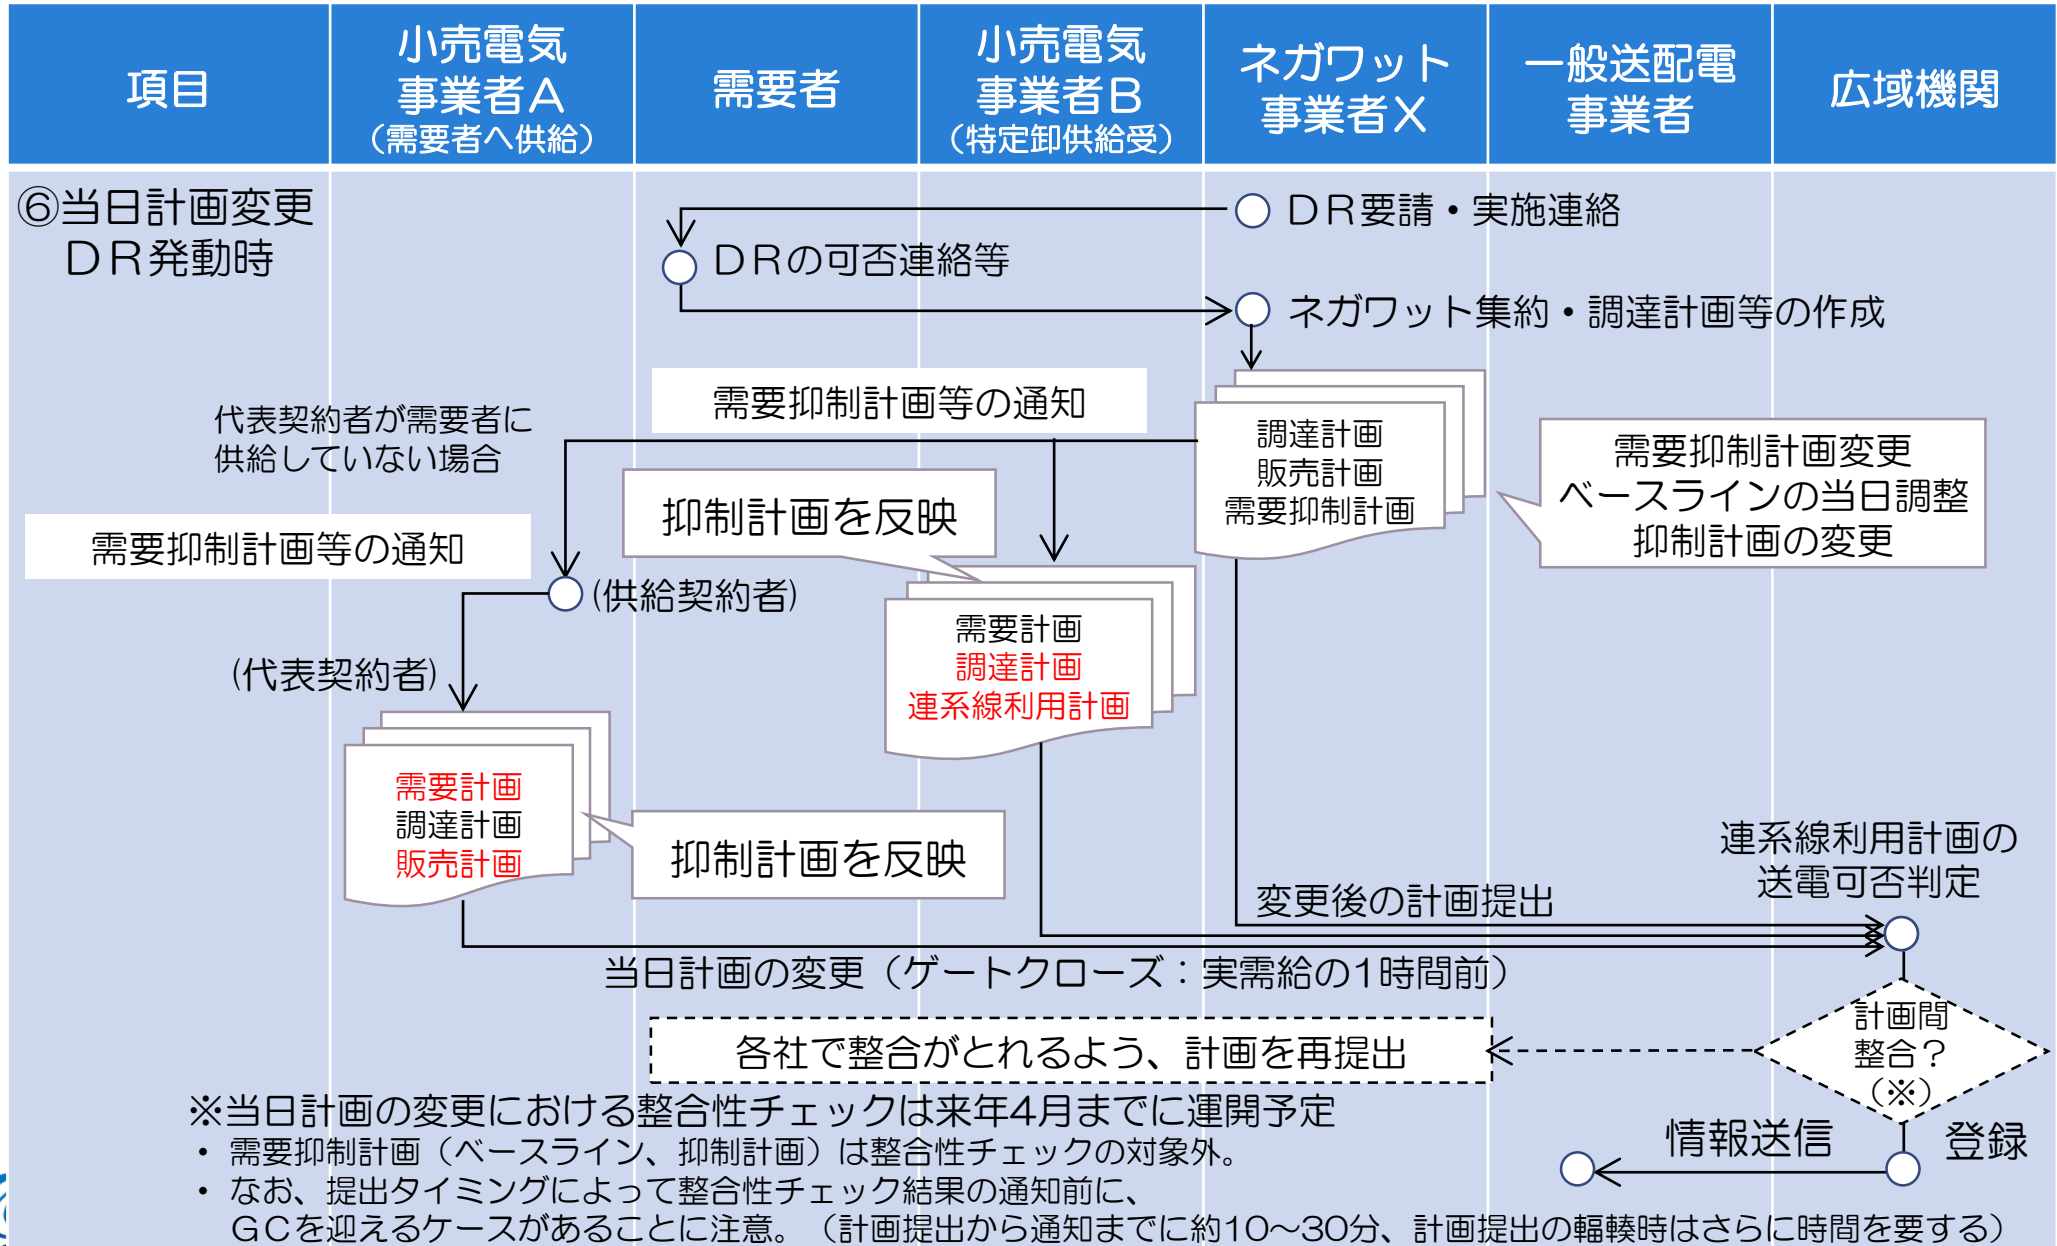 項目
小売電気
事業者A
（需要者へ供給）
需要者
小売電気
事業者B
（特定卸供給受）
ネガワット
事業者X
一般送配電
事業者
広域機関
⑥当日計画変更
DR発動時
DR要請・実施連絡
DRの可否連絡等
ネガワット集約・調達計画等の作成
需要抑制計画等の通知
代表契約者が需要者に
供給していない場合
調達計画
販売計画
需要抑制計画
需要抑制計画変更
ベースラインの当日調整
抑制計画の変更
抑制計画を反映
需要抑制計画等の通知
(供給契約者)
需要計画
調達計画
連系線利用計画
(代表契約者)
需要計画
調達計画
販売計画
抑制計画を反映
連系線利用計画の
送電可否判定
変更後の計画提出
当日計画の変更（ゲートクローズ：実需給の1時間前）
計画間
整合？
（※）
各社で整合がとれるよう、計画を再提出
※当日計画の変更における整合性チェックは来年4月までに運開予定
・ 需要抑制計画（ベースライン、抑制計画）は整合性チェックの対象外。
情報送信
登録
・ なお、提出タイミングによって整合性チェック結果の通知前に、
GCを迎えるケースがあることに注意。（計画提出から通知までに約10～30分、計画提出の輻輳時はさらに時間を要する）